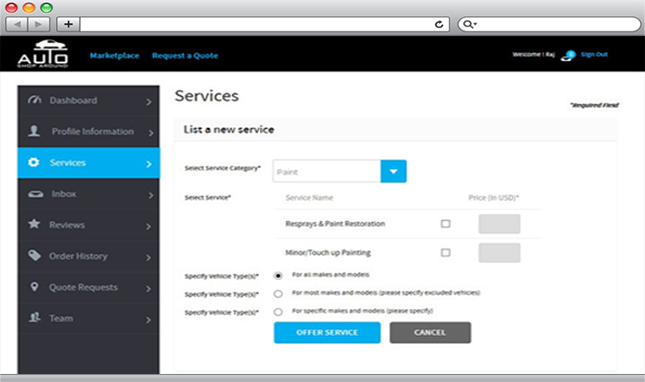 AUTO
SHOP AROUND
Marketplace
Request a Quote
Welcome ! Raj
Sign Out
Dashboard
Profile Information
Services
Inbox
Reviews
Order History
Quote Requests
Team
Services
*Required Field
List a new service
Select Service Category*
Paint
Select Service*
Service Name
Price (In USD)*
Resprays & Paint Restoration
Minor/Touch up Painting
Specify Vehicle Type(s)*
For all makes and models
Specify Vehicle Type(s)*
For most makes and models (please specify excluded vehicles)
Specify Vehicle Type(s)*
For specific makes and models (please specify)
OFFER SERVICE
CANCEL